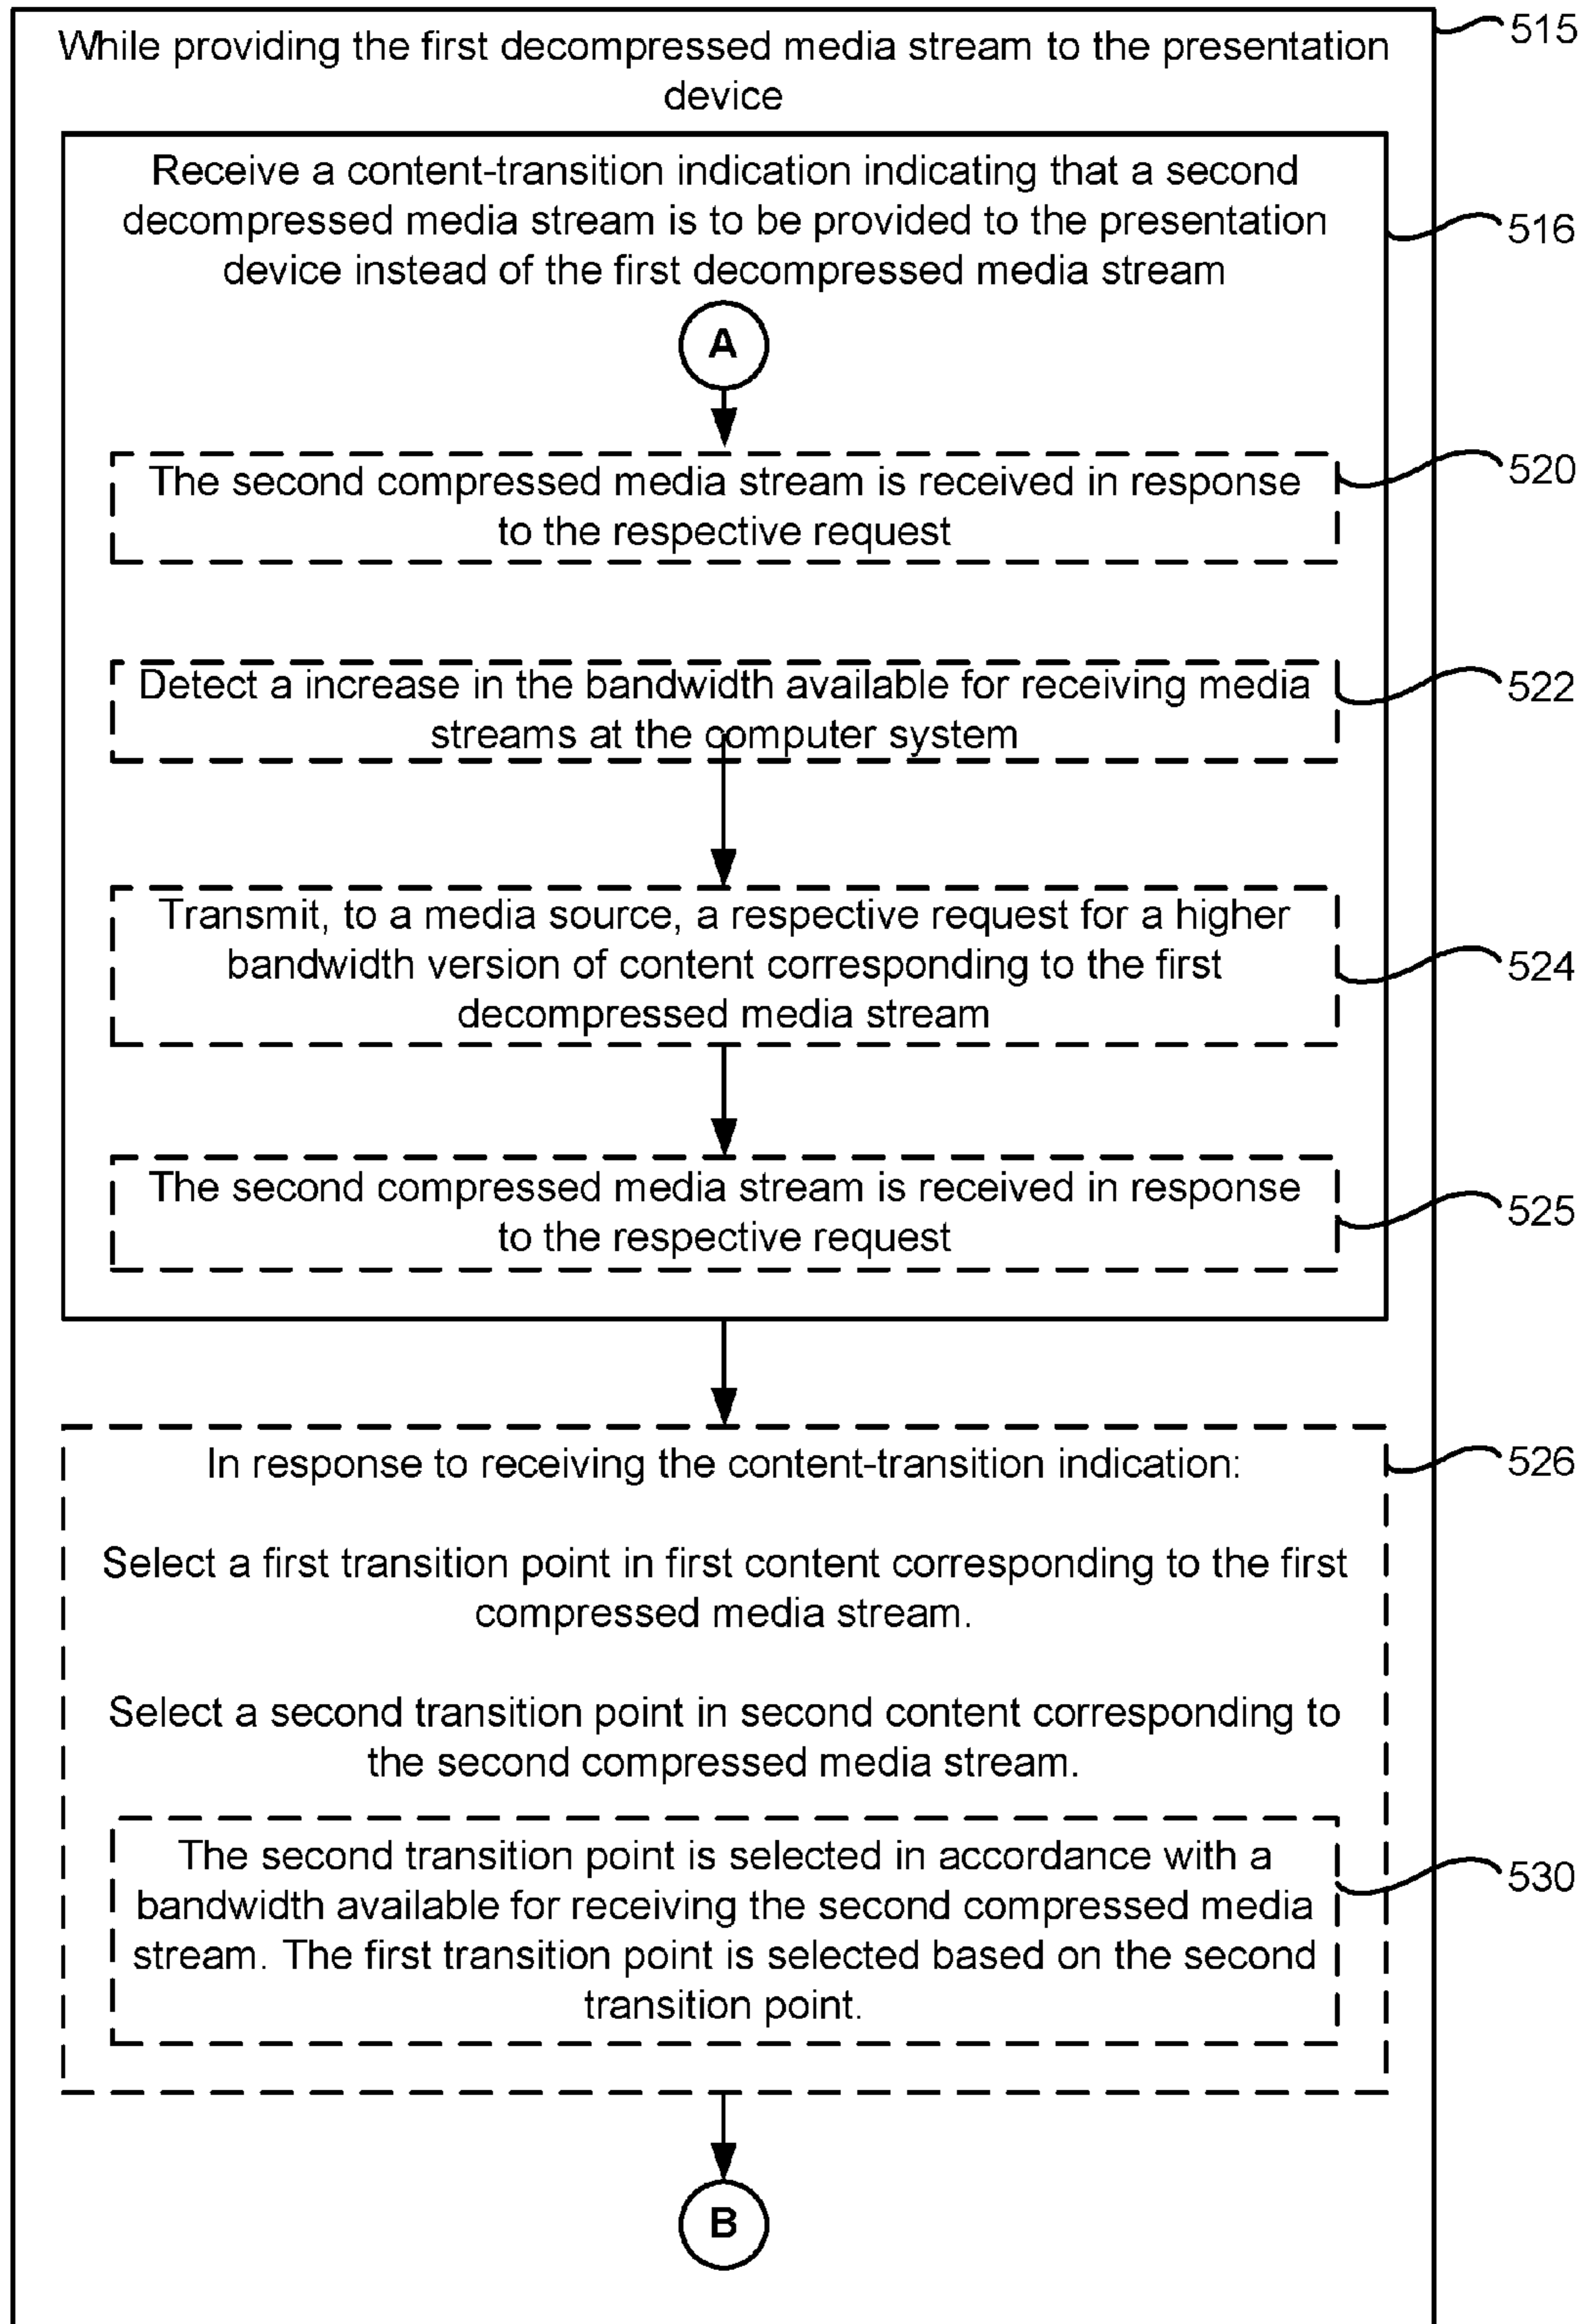 While providing the first decompressed media stream to the presentation
device
515
Receive a content-transition indication indicating that a second
decompressed media stream is to be provided to the presentation
device instead of the first decompressed media stream
516
A
The second compressed media stream is received in response
to the respective request
520
Detect a increase in the bandwidth available for receiving media
streams at the computer system
522
Transmit, to a media source, a respective request for a higher
bandwidth version of content corresponding to the first
decompressed media stream
524
The second compressed media stream is received in response
to the respective request
525
In response to receiving the content-transition indication:
526
Select a first transition point in first content corresponding to the first
compressed media stream.
Select a second transition point in second content corresponding to
the second compressed media stream.
The second transition point is selected in accordance with a
bandwidth available for receiving the second compressed media
stream. The first transition point is selected based on the second
transition point.
530
B